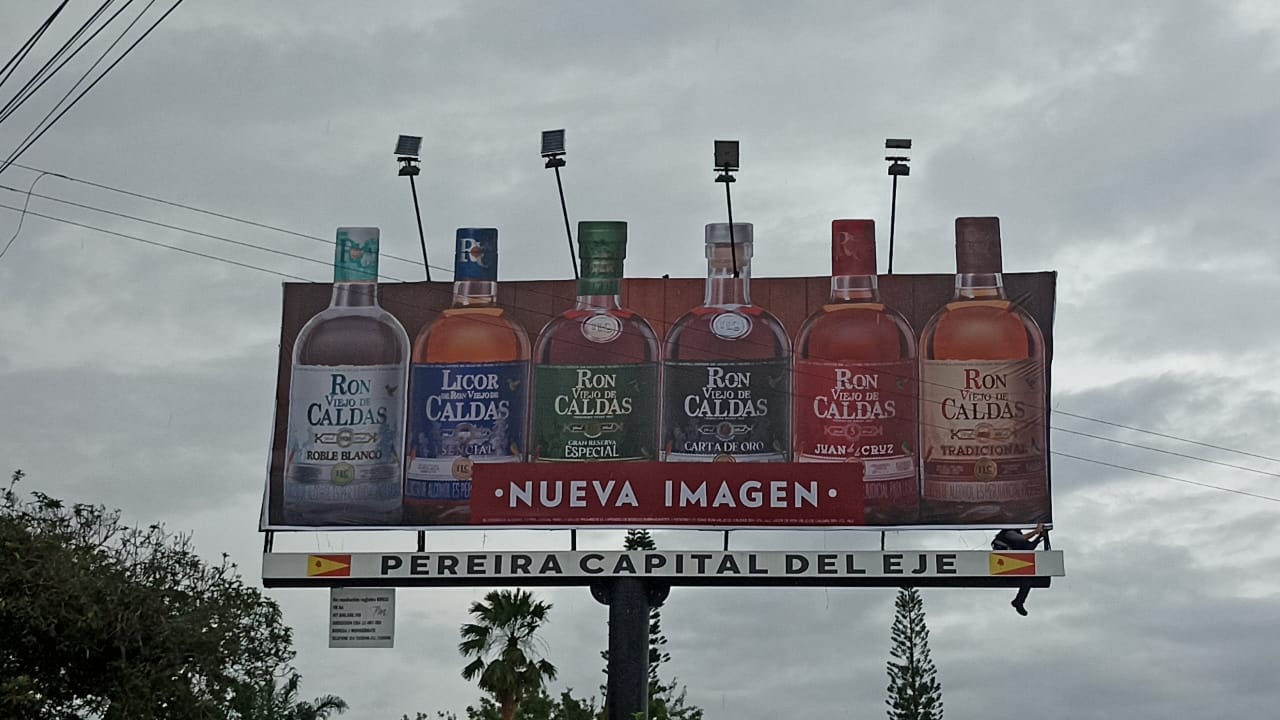 RON
VIEJO DE
CALDAS
ROBLE BLANCO
LICOR
DE RON VIEJO DE
CALDAS
ESENCIAL
RON
VIEJO DE
CALDAS
GRAN RESERVA
ESPECIAL
RON
VIEJO DE
CALDAS
CARTA DE ORO
RON
VIEJO DE
CALDAS
JUAN CRUZ
RON
VIEJO DE
CALDAS
TRADICIONAL
·NUEVA IMAGEN·
PEREIRA CAPITAL DEL EJE